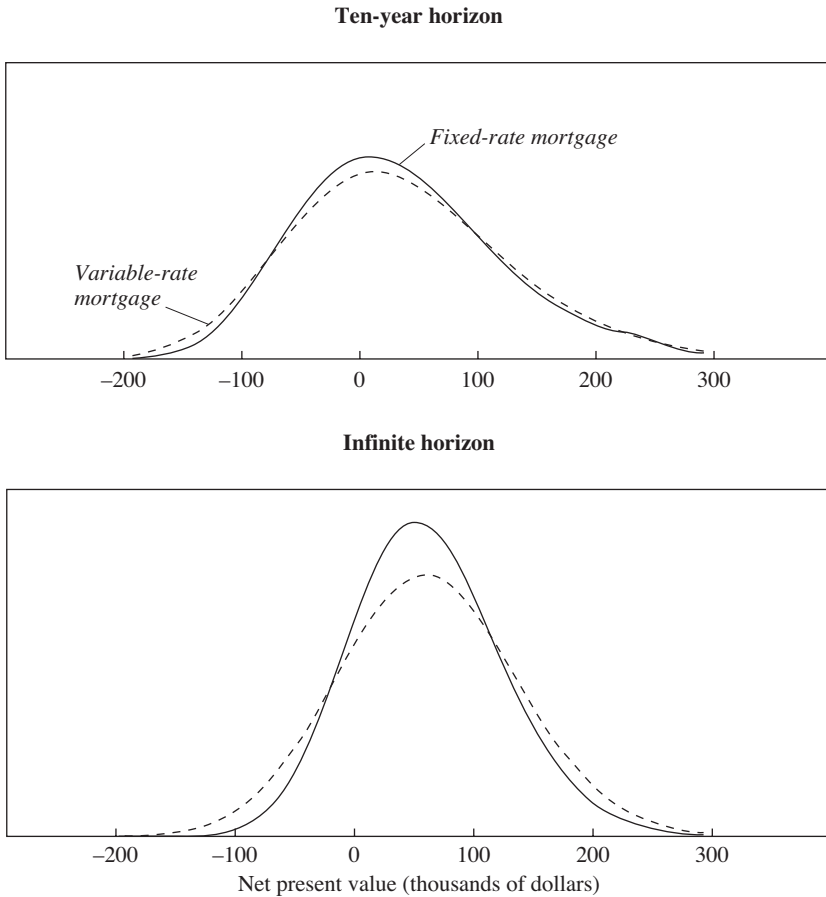 Ten-year horizon
Fixed-rate mortgage
Variable-rate
mortgage
–200 –100 0 100 200 300
Infinite horizon
–200 –100 0 100 200 300
Net present value (thousands of dollars)